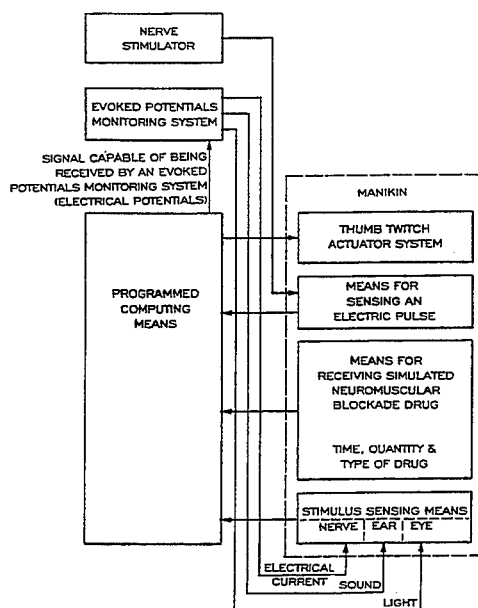 NERVE
STIMULATOR
EVOKED POTENTIALS
MONITORING SYSTEM
SIGNAL CAPABLE OF BEING
RECEIVED BY AN EVOKED
POTENTIALS MONITORING SYSTEM
(ELECTRICAL POTENTIALS)
MANIKIN
THUMB TWITCH
ACTUATOR SYSTEM
PROGRAMMED
COMPUTING
MEANS
MEANS FOR
SENSING AN
ELECTRIC PULSE
MEANS FOR
RECEIVING SIMULATED
NEUROMUSCULAR
BLOCKADE DRUG
TIME, QUANTITY &
TYPE OF DRUG
STIMULUS SENSING MEANS
NERVE EAR EYE
ELECTRICAL
CURRENT
SOUND
LIGHT